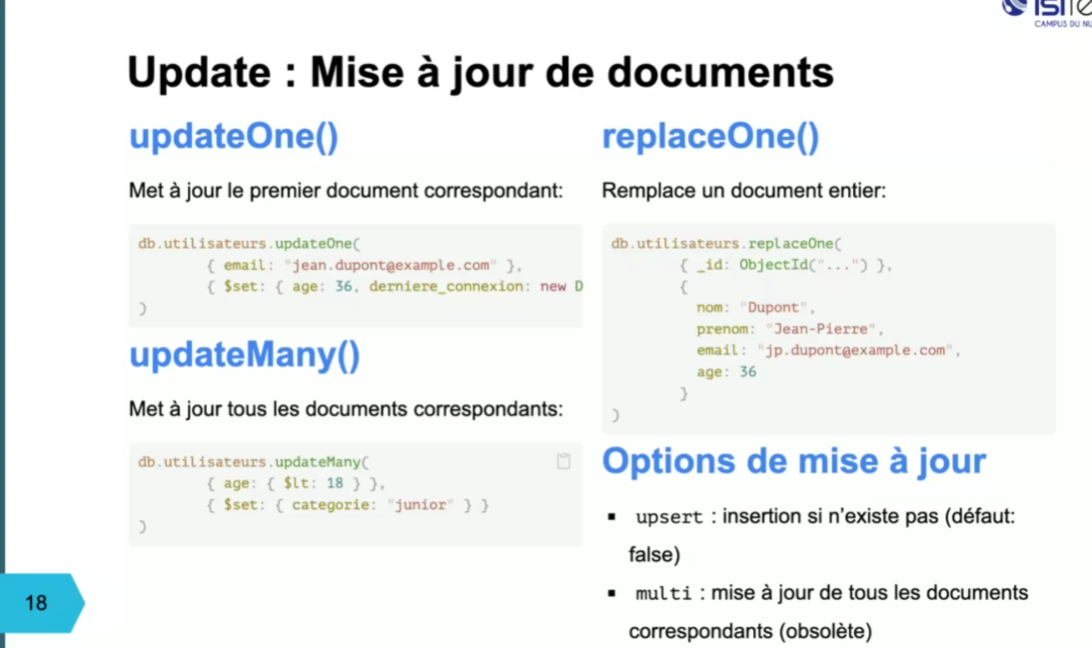 ISITE
CAMPUS DU NU
Update : Mise à jour de documents
updateOne()
Met à jour le premier document correspondant:
db.utilisateurs.updateOne(
{ email: "jean.dupont@example.com" },
{ $set: { age: 36, derniere_connexion: new D
)
updateMany()
Met à jour tous les documents correspondants:
db.utilisateurs.updateMany(
{ age: { $lt: 18 } },
{ $set: { categorie: "junior" } }
)
replaceOne()
Remplace un document entier:
db.utilisateurs.replaceOne(
{ _id: ObjectId("...") },
{
nom: "Dupont",
prenom: "Jean-Pierre",
email: "jp.dupont@example.com",
age: 36
}
)
Options de mise à jour
▪ upsert : insertion si n'existe pas (défaut:
false)
▪ multi : mise à jour de tous les documents
correspondants (obsolète)
18